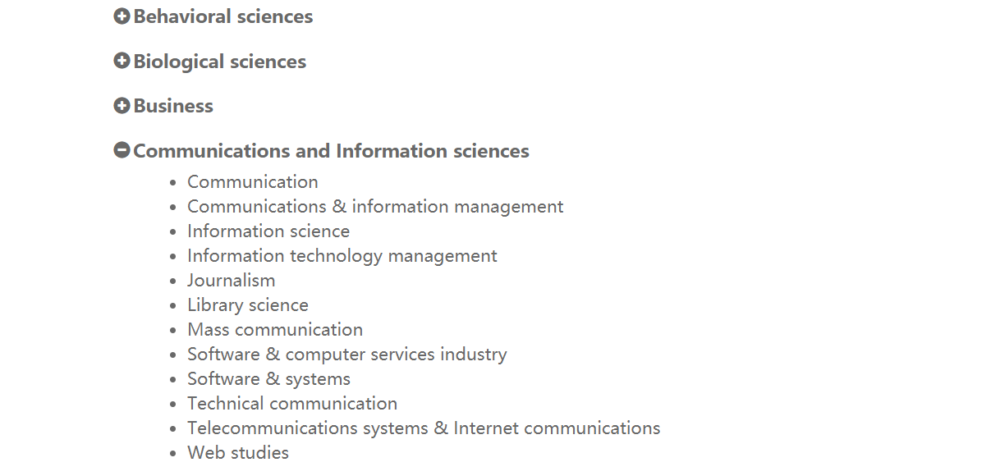 Behavioral sciences
Biological sciences
Business
Communications and Information sciences
Communication
Communications & information management
Information science
Information technology management
Journalism
Library science
Mass communication
Software & computer services industry
Software & systems
Technical communication
Telecommunications systems & Internet communications
Web studies